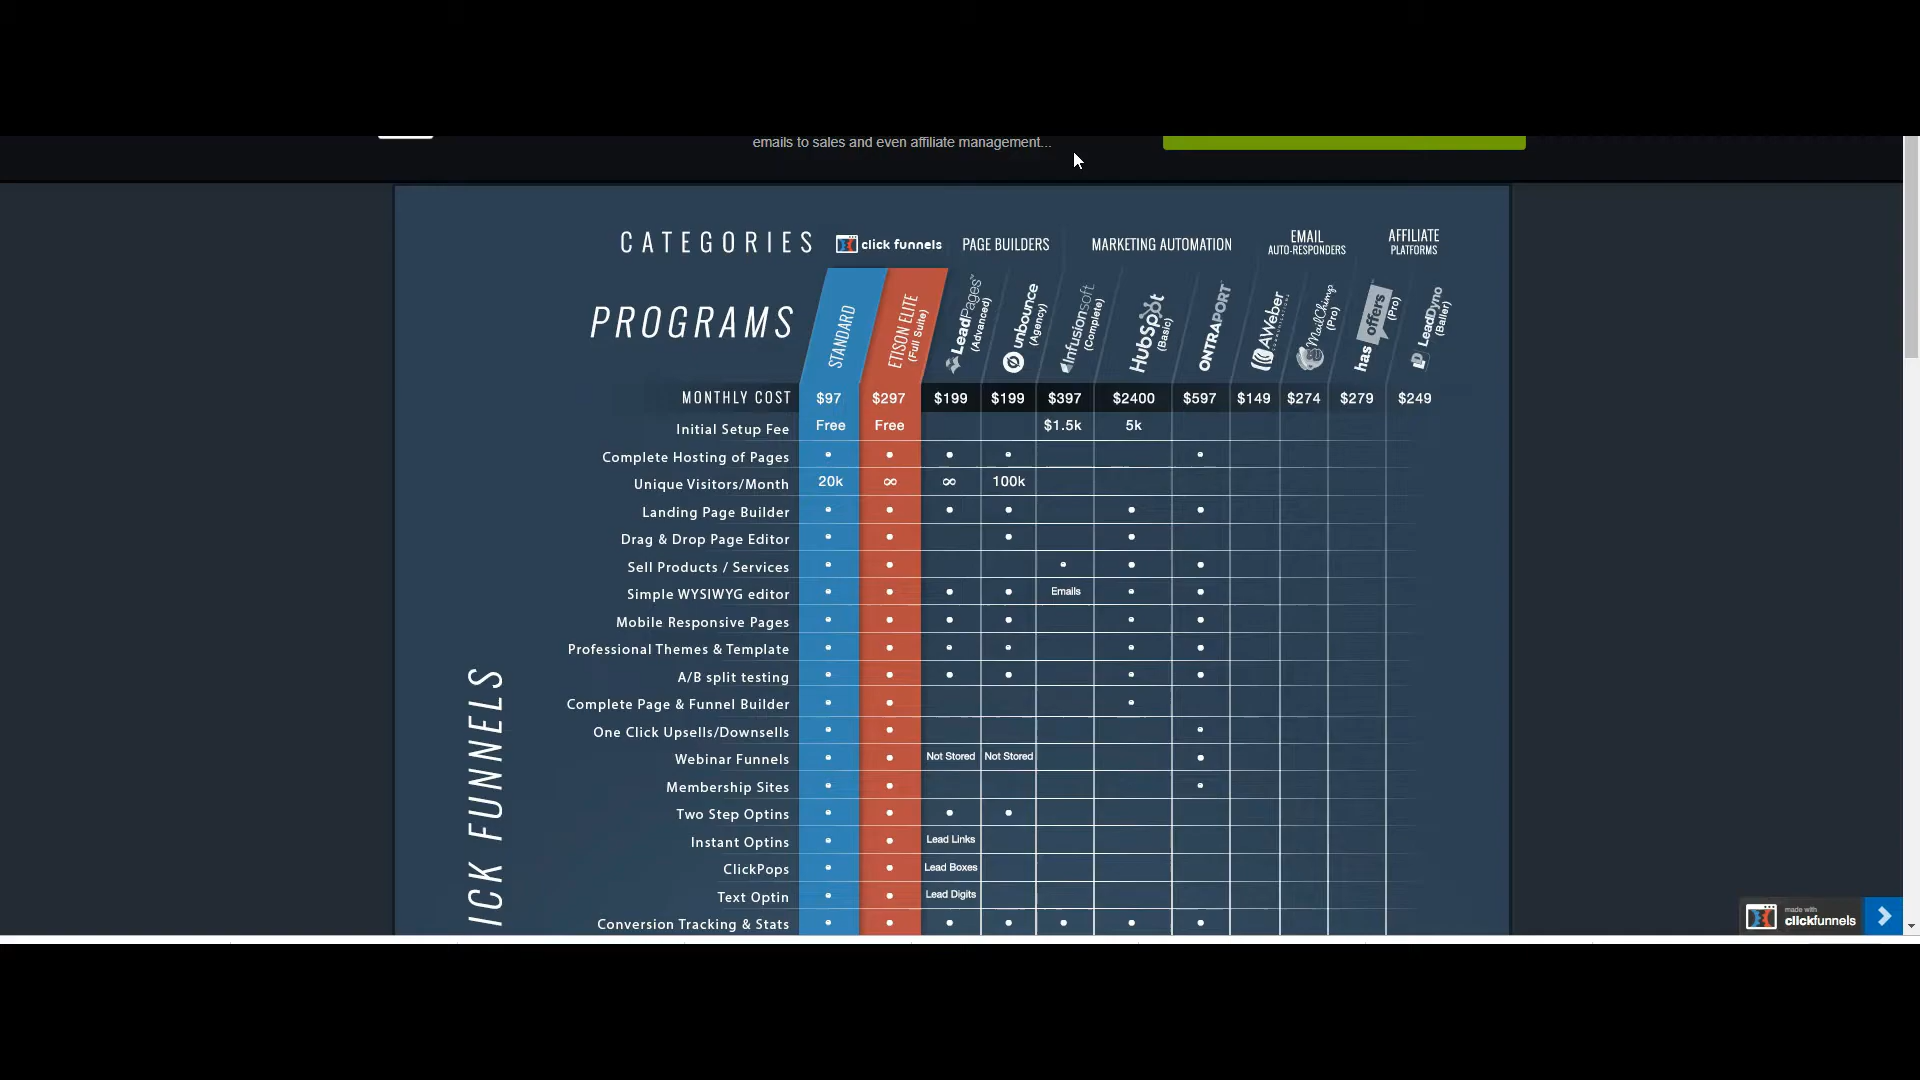 emails to sales and even affiliate management...
CATEGORIES click funnels PAGE BUILDERS MARKETING AUTOMATION EMAIL AUTO-RESPONDERS AFFILIATE PLATFORMS
PROGRAMS STANDARD ETISON ELITE (Full Suite) LeadPages™ (Advanced) unbounce (Agency) Infusionsoft (Complete) HubSpot (Basic) ONTRAPORT AWeber COMMUNICATIONS MailChimp (Pro) has offers (Pro) LeadDyno (Baller)
MONTHLY COST $97 $297 $199 $199 $397 $2400 $597 $149 $274 $279 $249
Initial Setup Fee Free Free $1.5k 5k
Complete Hosting of Pages
Unique Visitors/Month 20k ∞ ∞ 100k
Landing Page Builder
Drag & Drop Page Editor
Sell Products / Services
Simple WYSIWYG editor Emails
Mobile Responsive Pages
Professional Themes & Template
A/B split testing
Complete Page & Funnel Builder
One Click Upsells/Downsells
Webinar Funnels Not Stored Not Stored
Membership Sites
Two Step Optins
Instant Optins Lead Links
ClickPops Lead Boxes
Text Optin Lead Digits
Conversion Tracking & Stats
ICK FUNNELS
made with
clickfunnels